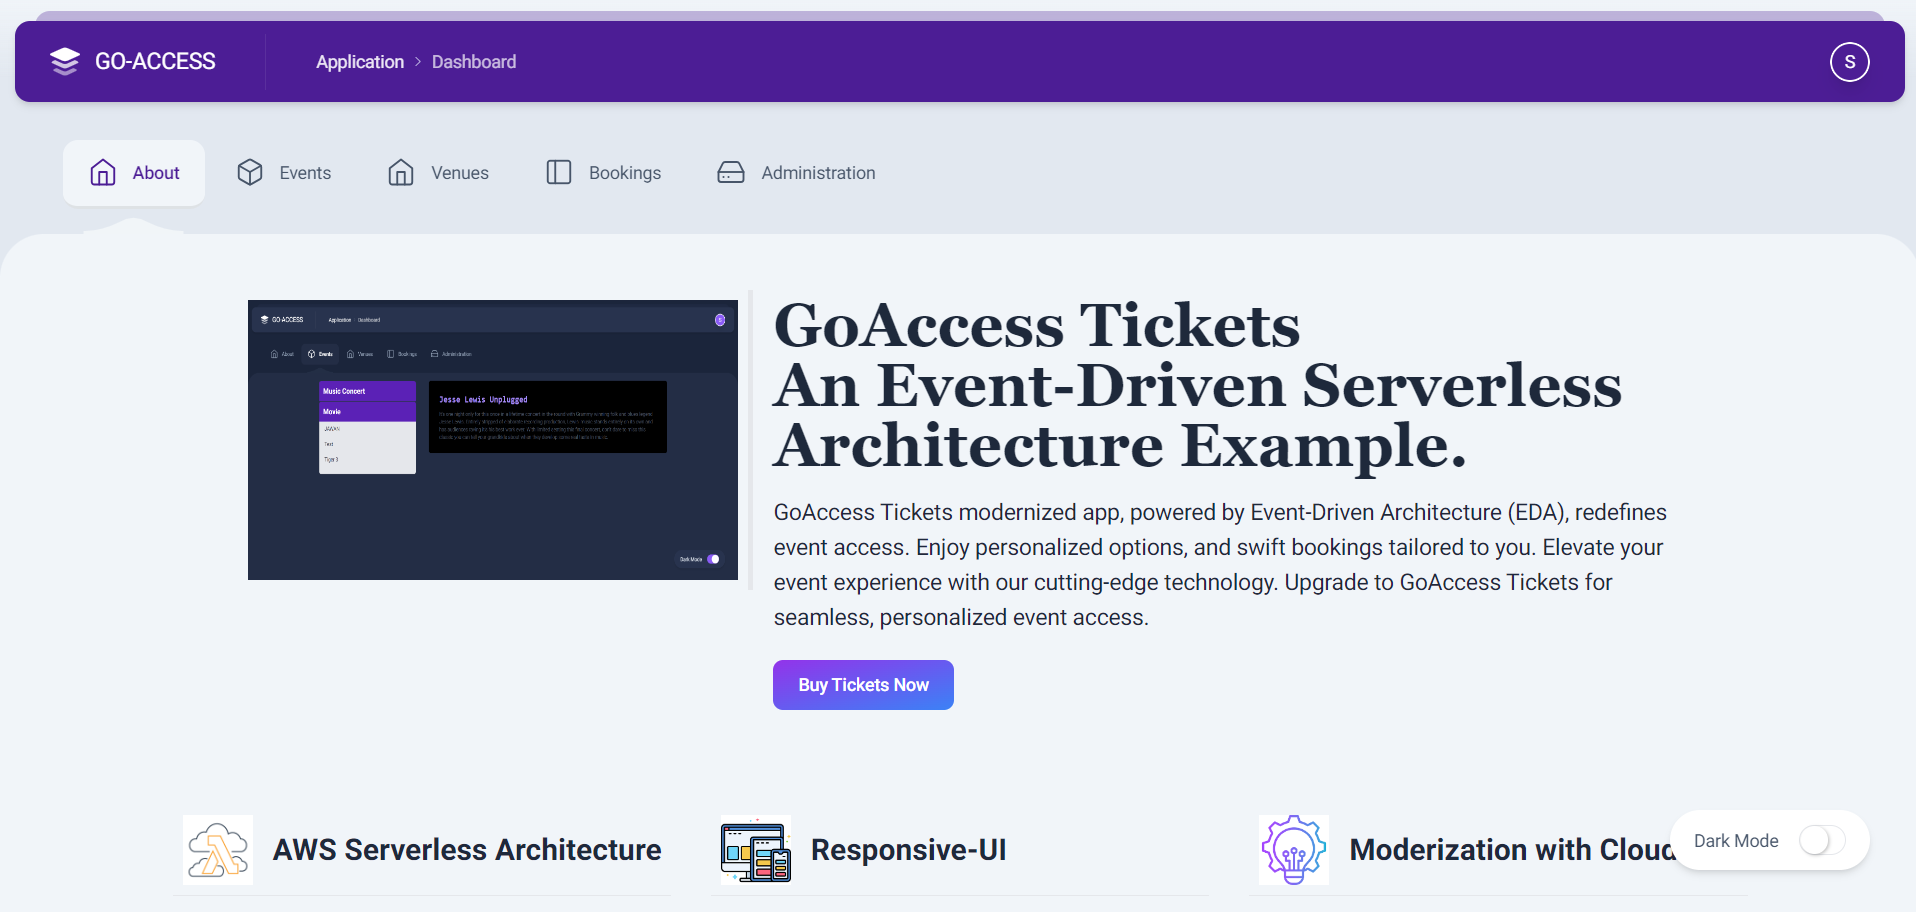 GO-ACCESS
Application > Dashboard
S
About
Events
Venues
Bookings
Administration
GO-ACCESS
Application Dashboard
About Events Venues Bookings Administration
Music Concert
Movie
JAWAN
Test
Tiger 3
Jesse Lewis Unplugged
Dark Mode
GoAccess Tickets
An Event-Driven Serverless
Architecture Example.
GoAccess Tickets modernized app, powered by Event-Driven Architecture (EDA), redefines
event access. Enjoy personalized options, and swift bookings tailored to you. Elevate your
event experience with our cutting-edge technology. Upgrade to GoAccess Tickets for
seamless, personalized event access.
Buy Tickets Now
AWS Serverless Architecture
Responsive-UI
Moderization with Cloud
Dark Mode